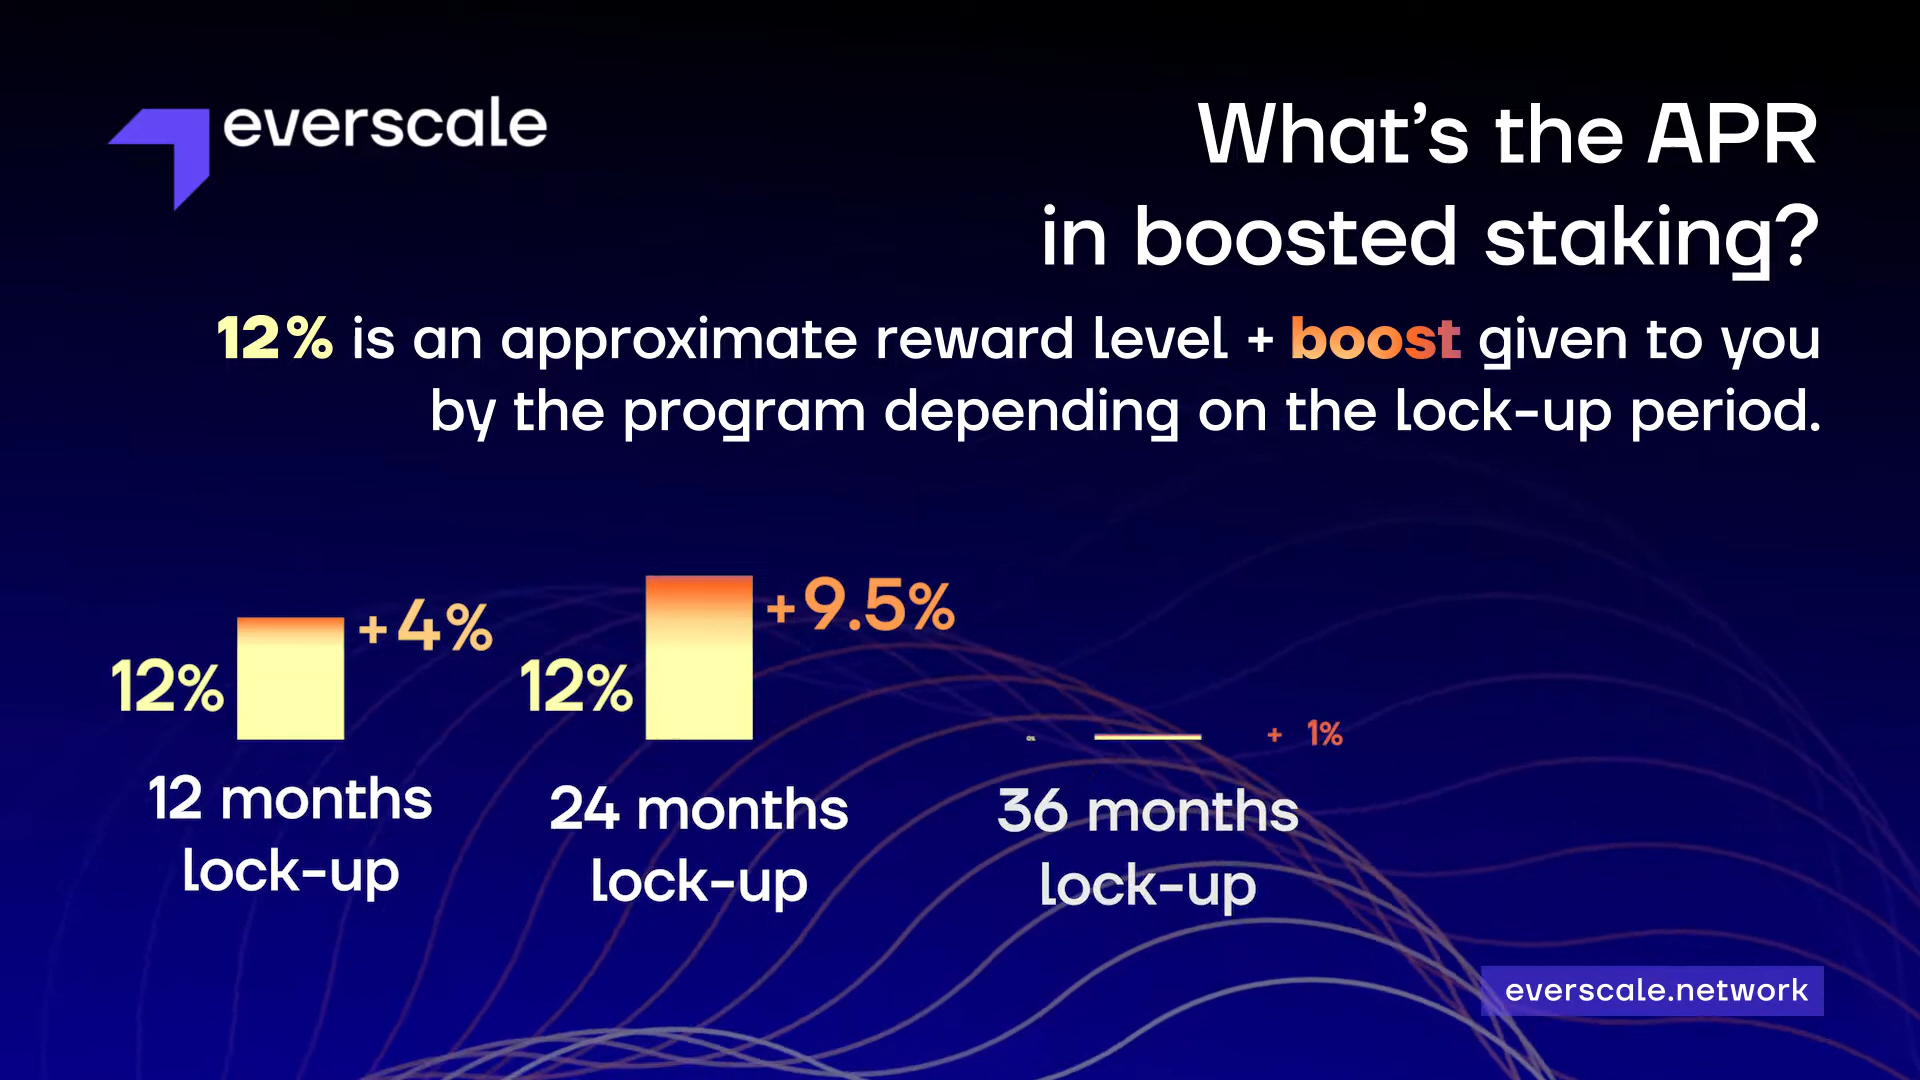 everscale
What's the APR
in boosted staking?
12% is an approximate reward level + boost given to you
by the program depending on the lock-up period.
12% +4%
12 months
lock-up
12% +9.5%
24 months
lock-up
+ 1%
36 months
lock-up
everscale.network